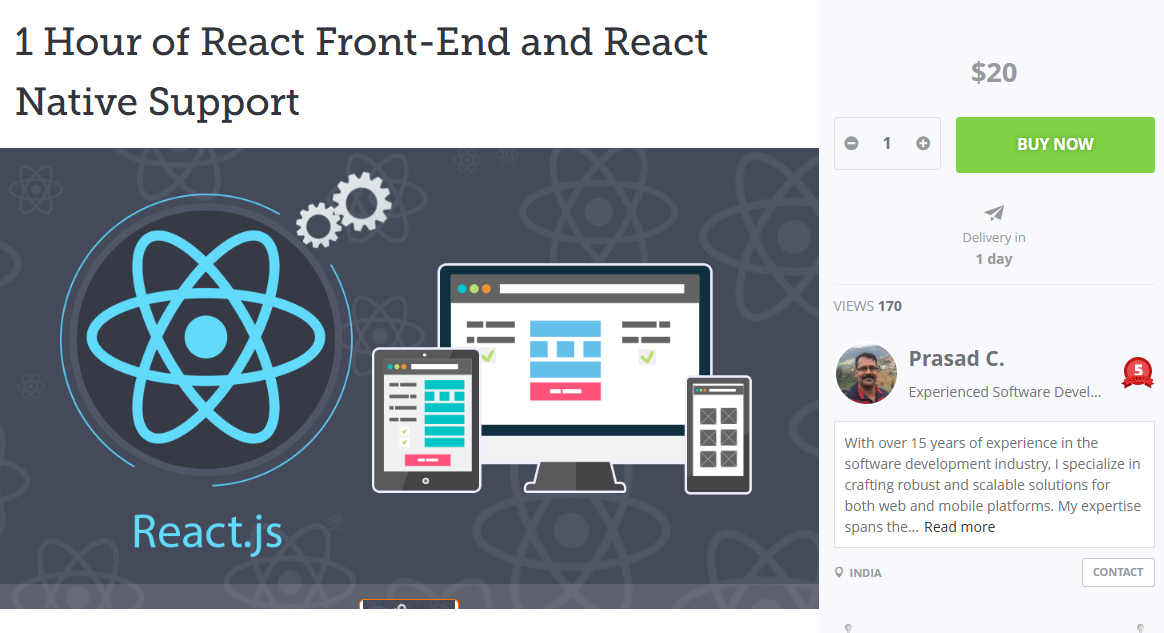 1 Hour of React Front-End and React
Native Support
React.js
$20
1
BUY NOW
Delivery in
1 day
VIEWS 170
Prasad C.
Experienced Software Devel...
5
With over 15 years of experience in the
software development industry, I specialize in
crafting robust and scalable solutions for
both web and mobile platforms. My expertise
spans the... Read more
INDIA
CONTACT